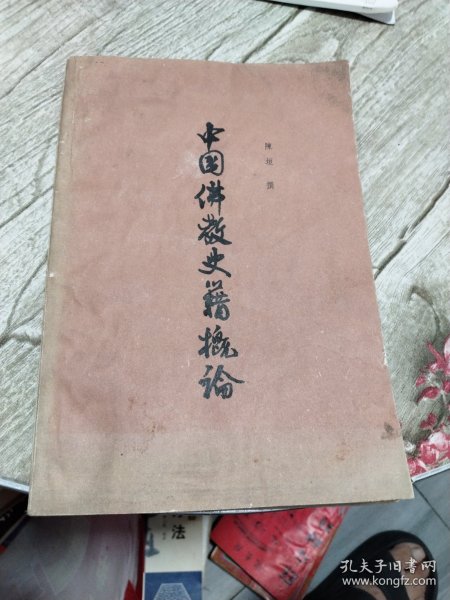 陳垣 撰
中国佛教史籍概論
法
孔夫子旧书网
www.kongfz.com